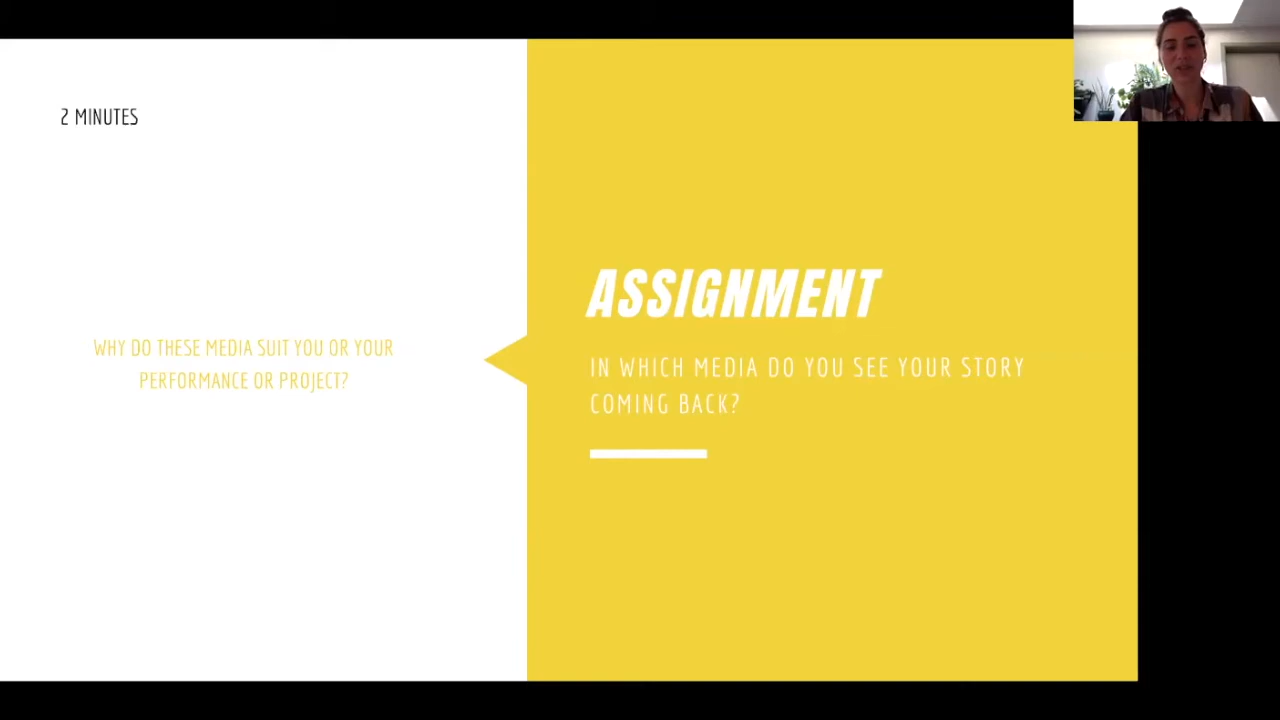 2 MINUTES
WHY DO THESE MEDIA SUIT YOU OR YOUR
PERFORMANCE OR PROJECT?
ASSIGNMENT
IN WHICH MEDIA DO YOU SEE YOUR STORY
COMING BACK?